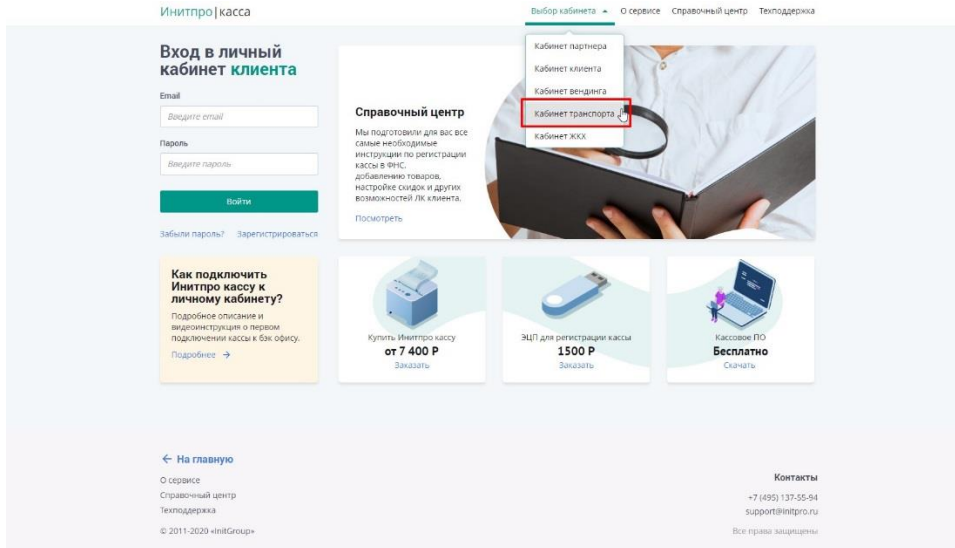 Инитпро|касса
Выбор кабинета
О сервисе
Справочный центр
Техподдержка
Кабинет партнера
Кабинет клиента
Кабинет вендинга
Кабинет транспорта
Кабинет ЖКХ
Вход в личный
кабинет клиента
Email
Введите email
Пароль
Введите пароль
Войти
Забыли пароль?
Зарегистрироваться
Справочный центр
Мы подготовили для вас все
самые необходимые
инструкции по регистрации
кассы в ФНС,
добавлению товаров,
настройке скидок и других
возможностей ЛК клиента.
Посмотреть
Как подключить
Инитпро кассу к
личному кабинету?
Подробное описание и
видеоинструкция о первом
подключении кассы к бэк офису.
Подробнее →
Купить Инитпро кассу
от 7 400 Р
Заказать
ЭЦП для регистрации кассы
1500 Р
Заказать
Кассовое ПО
Бесплатно
Скачать
← На главную
О сервисе
Справочный центр
Техподдержка
© 2011-2020 «InitGroup»
Контакты
+7 (495) 137-55-94
support@initpro.ru
Все права защищены